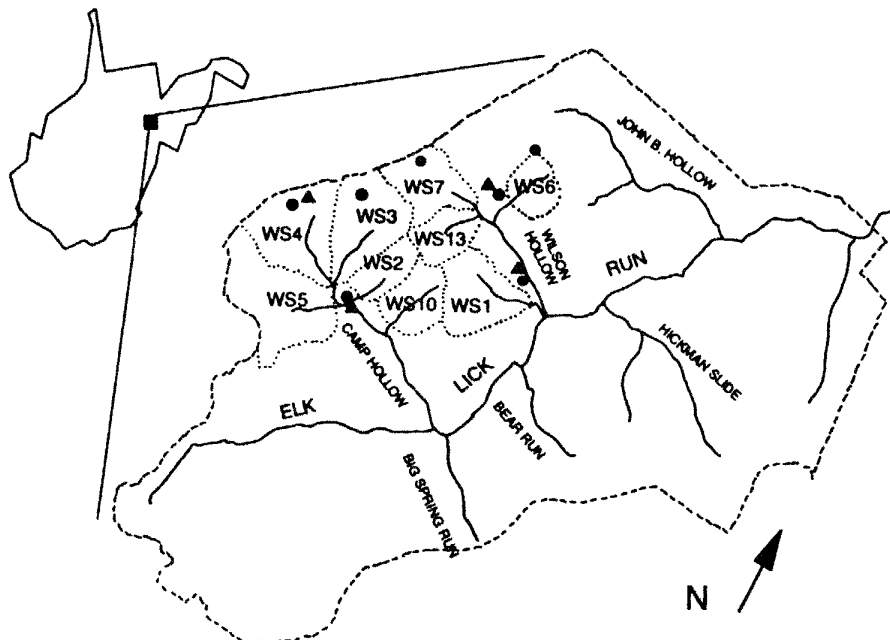 JOHN B. HOLLOW
WS7
WS6
WS4
WS3
WS13
WILSON
HOLLOW
WS2
RUN
WS5
WS10
WS1
CAMP HOLLOW
HICKMAN SLIDE
LICK
ELK
BEAR RUN
BIG SPRING RUN
N